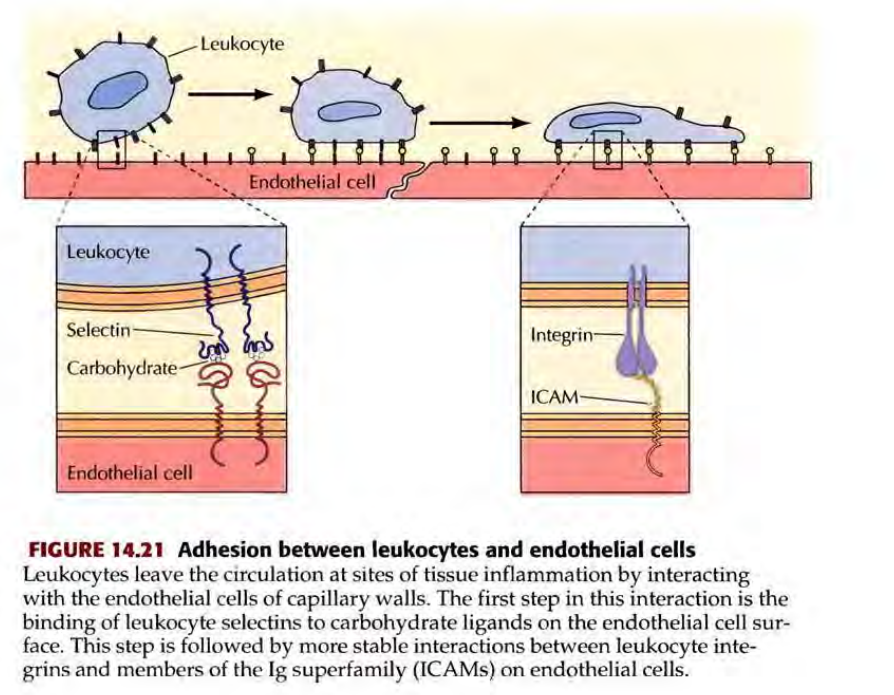 Leukocyte
Endothelial cell
Leukocyte
Selectin
Carbohydrate
Endothelial cell
Integrin
ICAM
FIGURE 14.21 Adhesion between leukocytes and endothelial cells
Leukocytes leave the circulation at sites of tissue inflammation by interacting
with the endothelial cells of capillary walls. The first step in this interaction is the
binding of leukocyte selectins to carbohydrate ligands on the endothelial cell sur-
face. This step is followed by more stable interactions between leukocyte inte-
grins and members of the Ig superfamily (ICAMs) on endothelial cells.